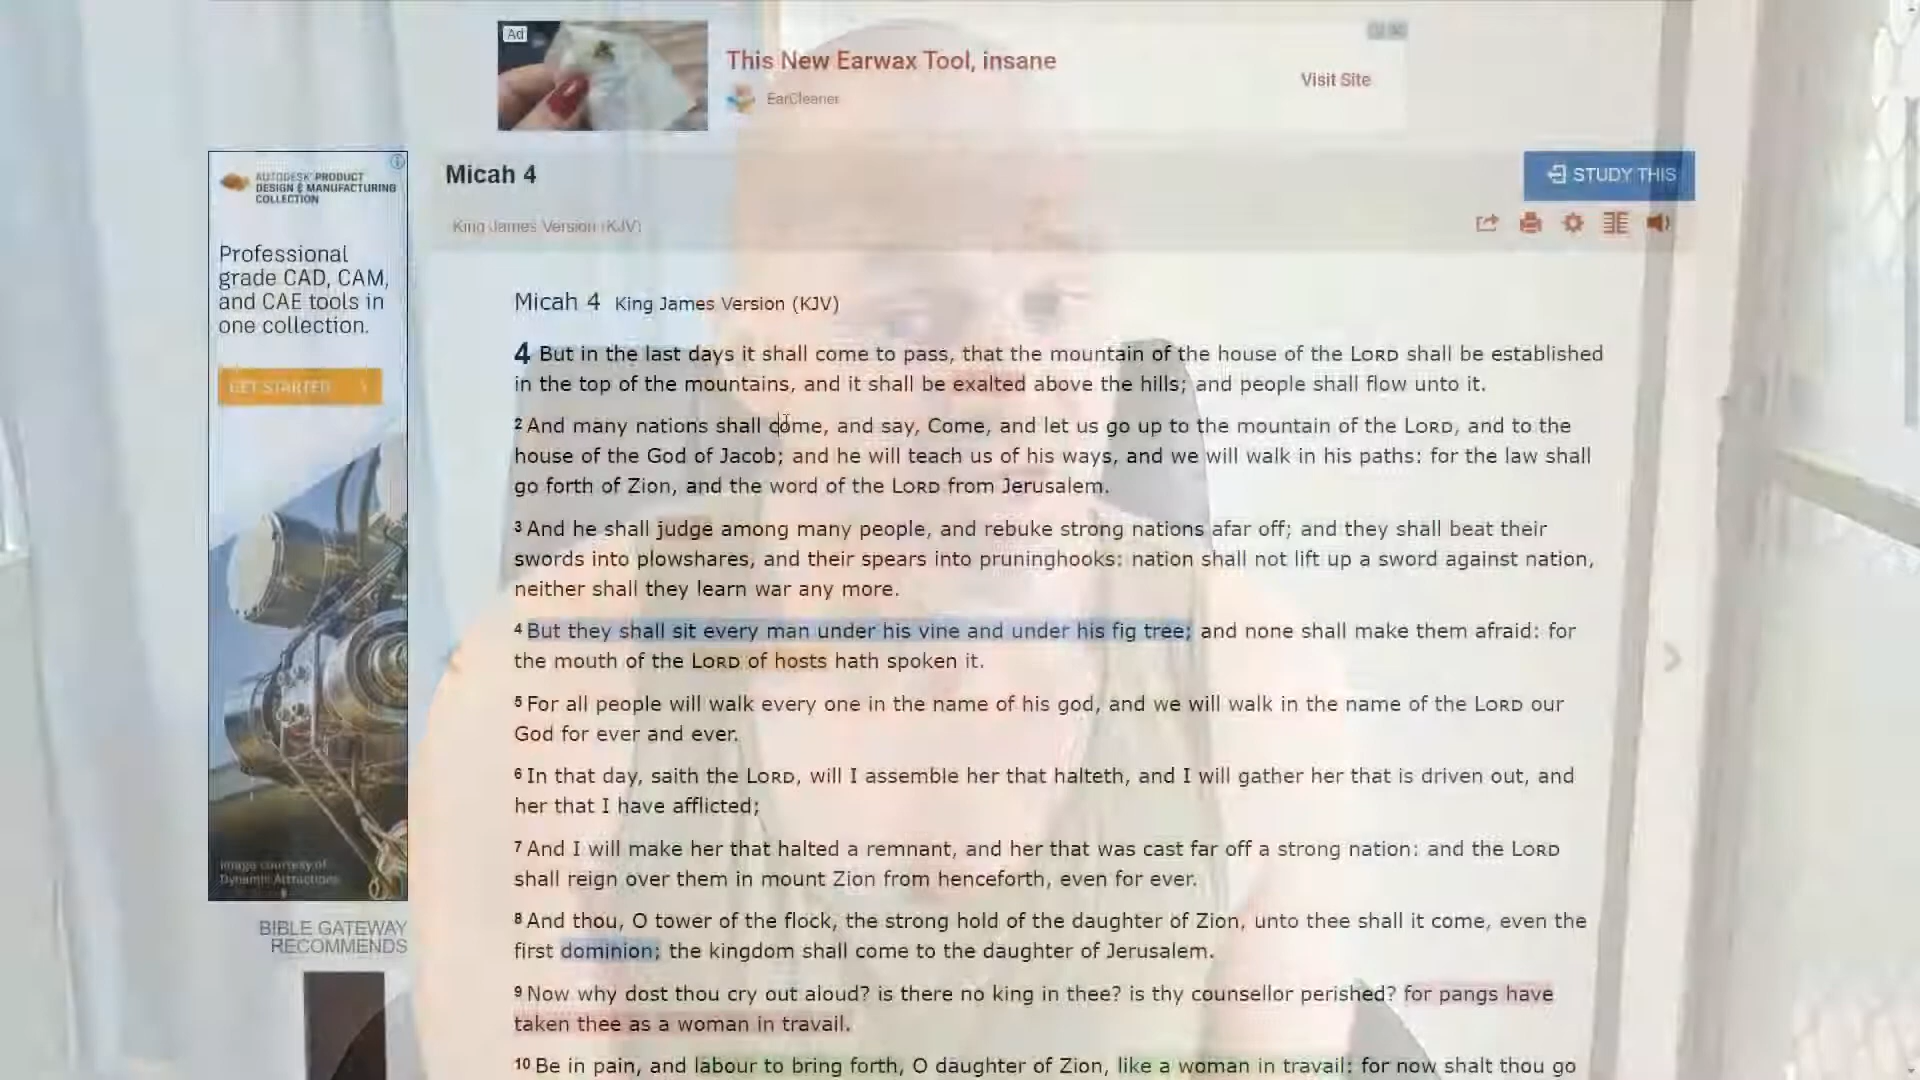 Ad
This New Earwax Tool, insane
EarCleaner
Visit Site
AUTODESK® PRODUCT
DESIGN & MANUFACTURING
COLLECTION
Professional
grade CAD, CAM,
and CAE tools in
one collection.
GET STARTED
Image courtesy of
Dynamic Attractions
BIBLE GATEWAY
RECOMMENDS
Micah 4
STUDY THIS
King James Version (KJV)
Micah 4 King James Version (KJV)
4 But in the last days it shall come to pass, that the mountain of the house of the LORD shall be established
in the top of the mountains, and it shall be exalted above the hills; and people shall flow unto it.
2 And many nations shall come, and say, Come, and let us go up to the mountain of the LORD, and to the
house of the God of Jacob; and he will teach us of his ways, and we will walk in his paths: for the law shall
go forth of Zion, and the word of the LORD from Jerusalem.
3 And he shall judge among many people, and rebuke strong nations afar off; and they shall beat their
swords into plowshares, and their spears into pruninghooks: nation shall not lift up a sword against nation,
neither shall they learn war any more.
4 But they shall sit every man under his vine and under his fig tree; and none shall make them afraid: for
the mouth of the LORD of hosts hath spoken it.
5 For all people will walk every one in the name of his god, and we will walk in the name of the LORD our
God for ever and ever.
6 In that day, saith the LORD, will I assemble her that halteth, and I will gather her that is driven out, and
her that I have afflicted;
7 And I will make her that halted a remnant, and her that was cast far off a strong nation: and the LORD
shall reign over them in mount Zion from henceforth, even for ever.
8 And thou, O tower of the flock, the strong hold of the daughter of Zion, unto thee shall it come, even the
first dominion; the kingdom shall come to the daughter of Jerusalem.
9 Now why dost thou cry out aloud? is there no king in thee? is thy counsellor perished? for pangs have
taken thee as a woman in travail.
10 Be in pain, and labour to bring forth, O daughter of Zion, like a woman in travail: for now shalt thou go